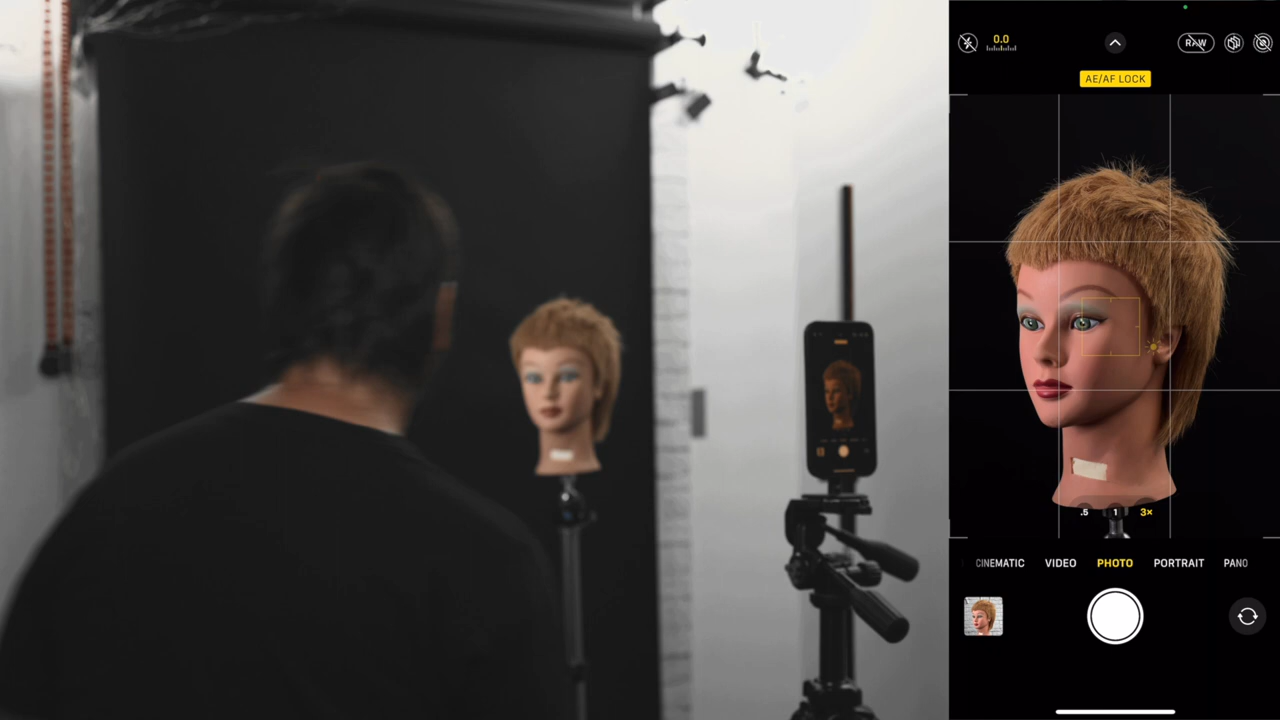 0.0
RAW
AE/AF LOCK
.5 1 3×
CINEMATIC VIDEO PHOTO PORTRAIT PANO